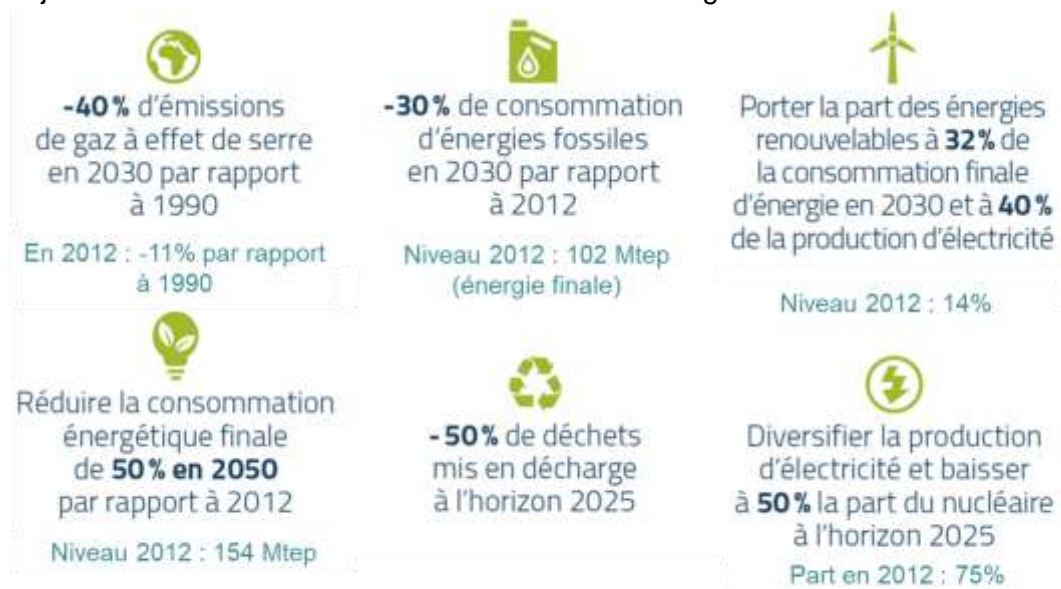 -40% d'émissions
de gaz à effet de serre
en 2030 par rapport
à 1990
En 2012 : -11% par rapport
à 1990
-30% de consommation
d'énergies fossiles
en 2030 par rapport
à 2012
Niveau 2012 : 102 Mtep
(énergie finale)
Porter la part des énergies
renouvelables à 32% de
la consommation finale
d'énergie en 2030 et à 40%
de la production d'électricité
Niveau 2012 : 14%
Réduire la consommation
énergétique finale
de 50% en 2050
par rapport à 2012
Niveau 2012 : 154 Mtep
- 50% de déchets
mis en décharge
à l'horizon 2025
Diversifier la production
d'électricité et baisser
à 50% la part du nucléaire
à l'horizon 2025
Part en 2012 : 75%